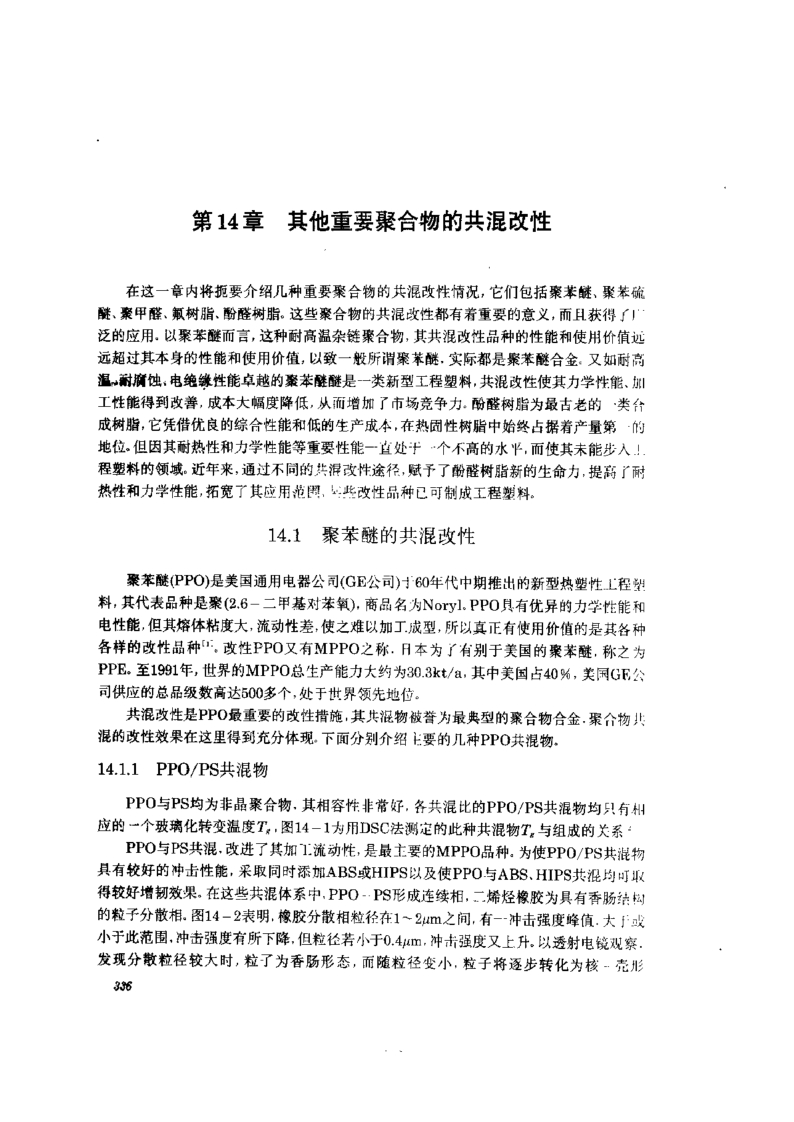 第14章 其他重要聚合物的共混改性
在这一章内将扼要介绍几种重要聚合物的共混改性情况,它们包括聚苯醚、聚苯硫
醚、聚甲醛、氟树脂、酚醛树脂。这些聚合物的共混改性都有着重要的意义,而且获得了广
泛的应用。以聚苯醚而言,这种耐高温杂链聚合物,其共混改性品种的性能和使用价值远
远超过其本身的性能和使用价值,以致一般所谓聚苯醚,实际都是聚苯醚合金。又如耐高
温、耐腐蚀、电绝缘性能卓越的聚苯醚醚是一类新型工程塑料,共混改性使其力学性能、加
工性能得到改善,成本大幅度降低,从而增加了市场竞争力。酚醛树脂为最古老的一类合
成树脂,它凭借优良的综合性能和低的生产成本,在热固性树脂中始终占据着产量第一的
地位。但因其耐热性和力学性能等重要性能一直处于一个不高的水平,而使其未能步入工
程塑料的领域。近年来,通过不同的共混改性途径,赋予了酚醛树脂新的生命力,提高了耐
热性和力学性能,拓宽了其应用范围,某些改性品种已可制成工程塑料。
14.1 聚苯醚的共混改性
聚苯醚(PPO)是美国通用电器公司(GE公司)于60年代中期推出的新型热塑性工程塑
料,其代表品种是聚(2.6-二甲基对苯氧),商品名为Noryl。PPO具有优异的力学性能和
电性能,但其熔体粘度大,流动性差,使之难以加工成型,所以真正有使用价值的是其各种
各样的改性品种[1]。改性PPO又有MPPO之称。日本为了有别于美国的聚苯醚,称之为
PPE。至1991年,世界的MPPO总生产能力大约为30.3kt/a,其中美国占40%,美国GE公
司供应的总品级数高达500多个,处于世界领先地位。
共混改性是PPO最重要的改性措施,其共混物被誉为最典型的聚合物合金,聚合物共
混的改性效果在这里得到充分体现。下面分别介绍主要的几种PPO共混物。
14.1.1 PPO/PS共混物
PPO与PS均为非晶聚合物,其相容性非常好,各共混比的PPO/PS共混物均只有相
应的一个玻璃化转变温度Tg,图14-1为用DSC法测定的此种共混物Tg与组成的关系
PPO与PS共混,改进了其加工流动性,是最主要的MPPO品种。为使PPO/PS共混物
具有较好的冲击性能,采取同时添加ABS或HIPS以及使PPO与ABS、HIPS共混均可取
得较好增韧效果。在这些共混体系中,PPO-PS形成连续相,二烯烃橡胶为具有香肠结构
的粒子分散相。图14-2表明,橡胶分散相粒径在1~2μm之间,有一冲击强度峰值,大于或
小于此范围,冲击强度有所下降,但粒径若小于0.4μm,冲击强度又上升。以透射电镜观察,
发现分散粒径较大时,粒子为香肠形态,而随粒径变小,粒子将逐步转化为核-壳形
336